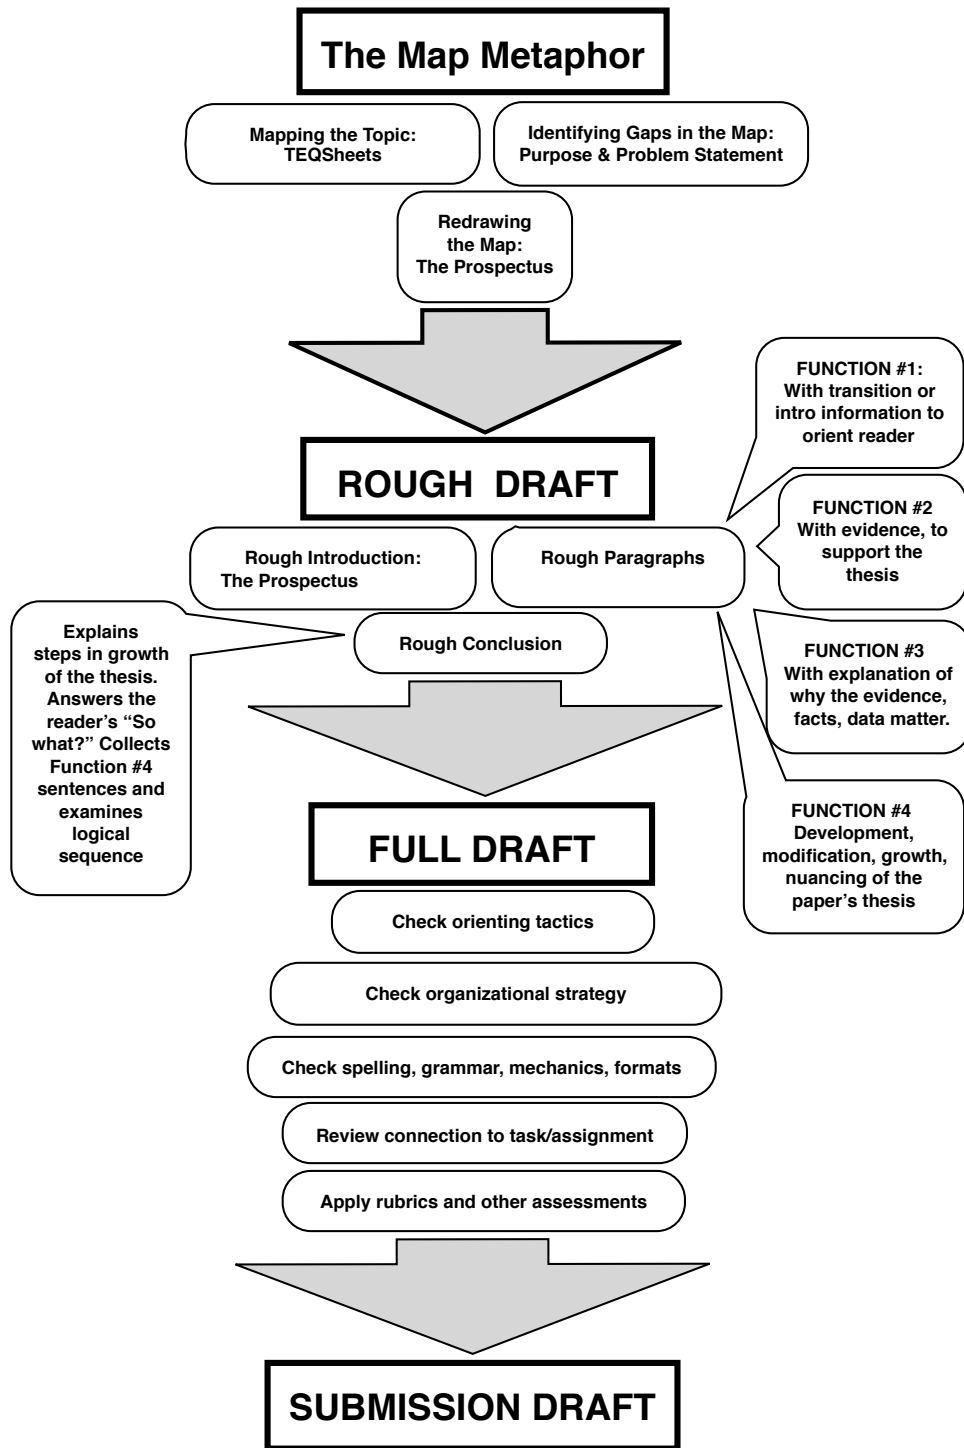 The Map Metaphor
Mapping the Topic:
TEQSheets
Identifying Gaps in the Map:
Purpose & Problem Statement
Redrawing
the Map:
The Prospectus
FUNCTION #1:
With transition or
intro information to
orient reader
ROUGH DRAFT
FUNCTION #2
With evidence, to
support the
thesis
Rough Introduction:
The Prospectus
Rough Paragraphs
Explains
steps in growth
of the thesis.
Answers the
reader’s “So
what?” Collects
Function #4
sentences and
examines
logical
sequence
Rough Conclusion
FUNCTION #3
With explanation of
why the evidence,
facts, data matter.
FUNCTION #4
Development,
modification, growth,
nuancing of the
paper’s thesis
FULL DRAFT
Check orienting tactics
Check organizational strategy
Check spelling, grammar, mechanics, formats
Review connection to task/assignment
Apply rubrics and other assessments
SUBMISSION DRAFT